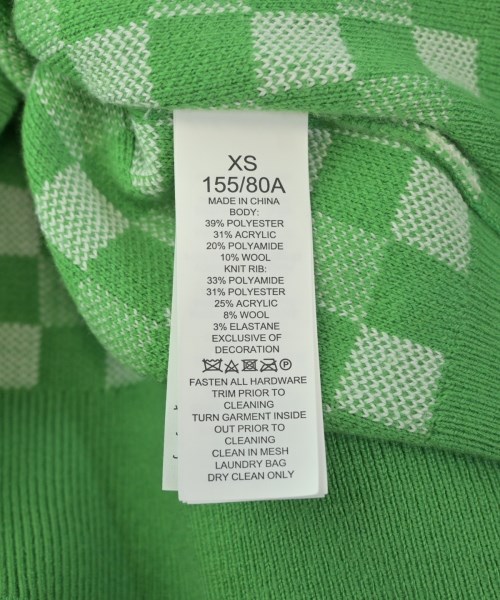 XS
155/80A
MADE IN CHINA
BODY:
39% POLYESTER
31% ACRYLIC
20% POLYAMIDE
10% WOOL
KNIT RIB:
33% POLYAMIDE
31% POLYESTER
25% ACRYLIC
8% WOOL
3% ELASTANE
EXCLUSIVE OF
DECORATION
FASTEN ALL HARDWARE
TRIM PRIOR TO
CLEANING
TURN GARMENT INSIDE
OUT PRIOR TO
CLEANING
CLEAN IN MESH
LAUNDRY BAG
DRY CLEAN ONLY